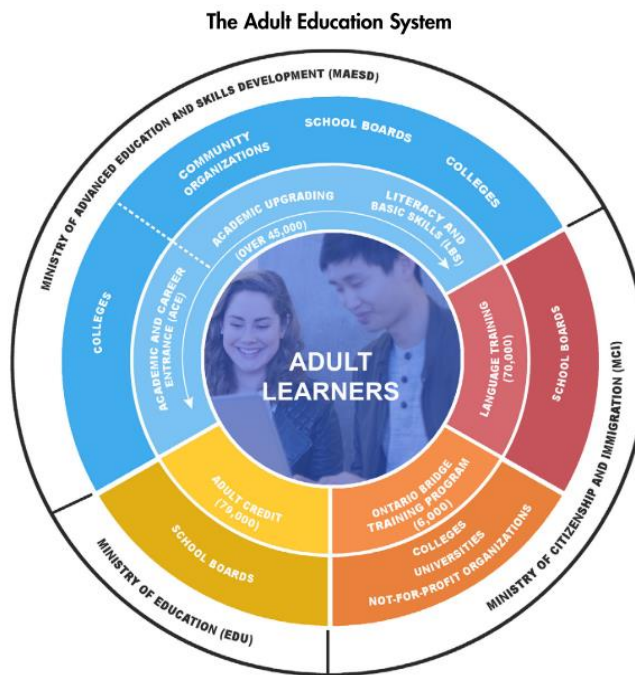 The Adult Education System
MINISTRY OF ADVANCED EDUCATION AND SKILLS DEVELOPMENT (MAESD)
COMMUNITY
ORGANIZATIONS
SCHOOL BOARDS
COLLEGES
COLLEGES
ACADEMIC UPGRADING
(OVER 45,000)
LITERACY AND
BASIC SKILLS (LBS)
ACADEMIC AND CAREER
ENTRANCE (ACE)
ADULT
LEARNERS
LANGUAGE TRAINING
(70,000)
SCHOOL BOARDS
MINISTRY OF CITIZENSHIP AND IMMIGRATION (MCI)
ONTARIO BRIDGE
TRAINING PROGRAM
(6,000)
COLLEGES
UNIVERSITIES
NOT-FOR-PROFIT ORGANIZATIONS
ADULT CREDIT
(79,000)
SCHOOL BOARDS
MINISTRY OF EDUCATION (EDU)